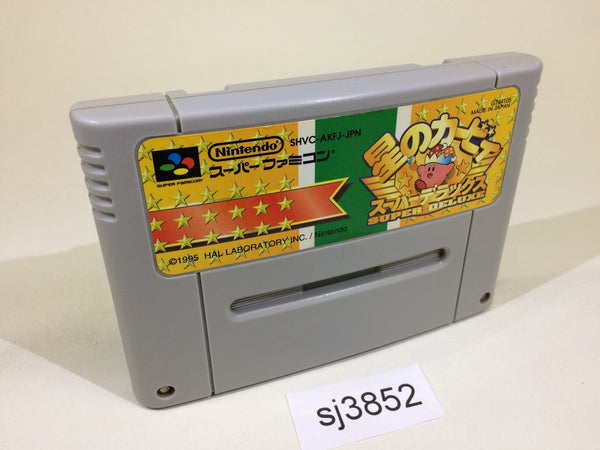 SUPER FAMICOM
Nintendo
スーパーファミコン
SHVC-AKFJ-JPN
MADE IN JAPAN
星のカービィ
スーパーデラックス
SUPER DELUXE
©1995 HAL LABORATORY INC. / Nintendo
sj3852